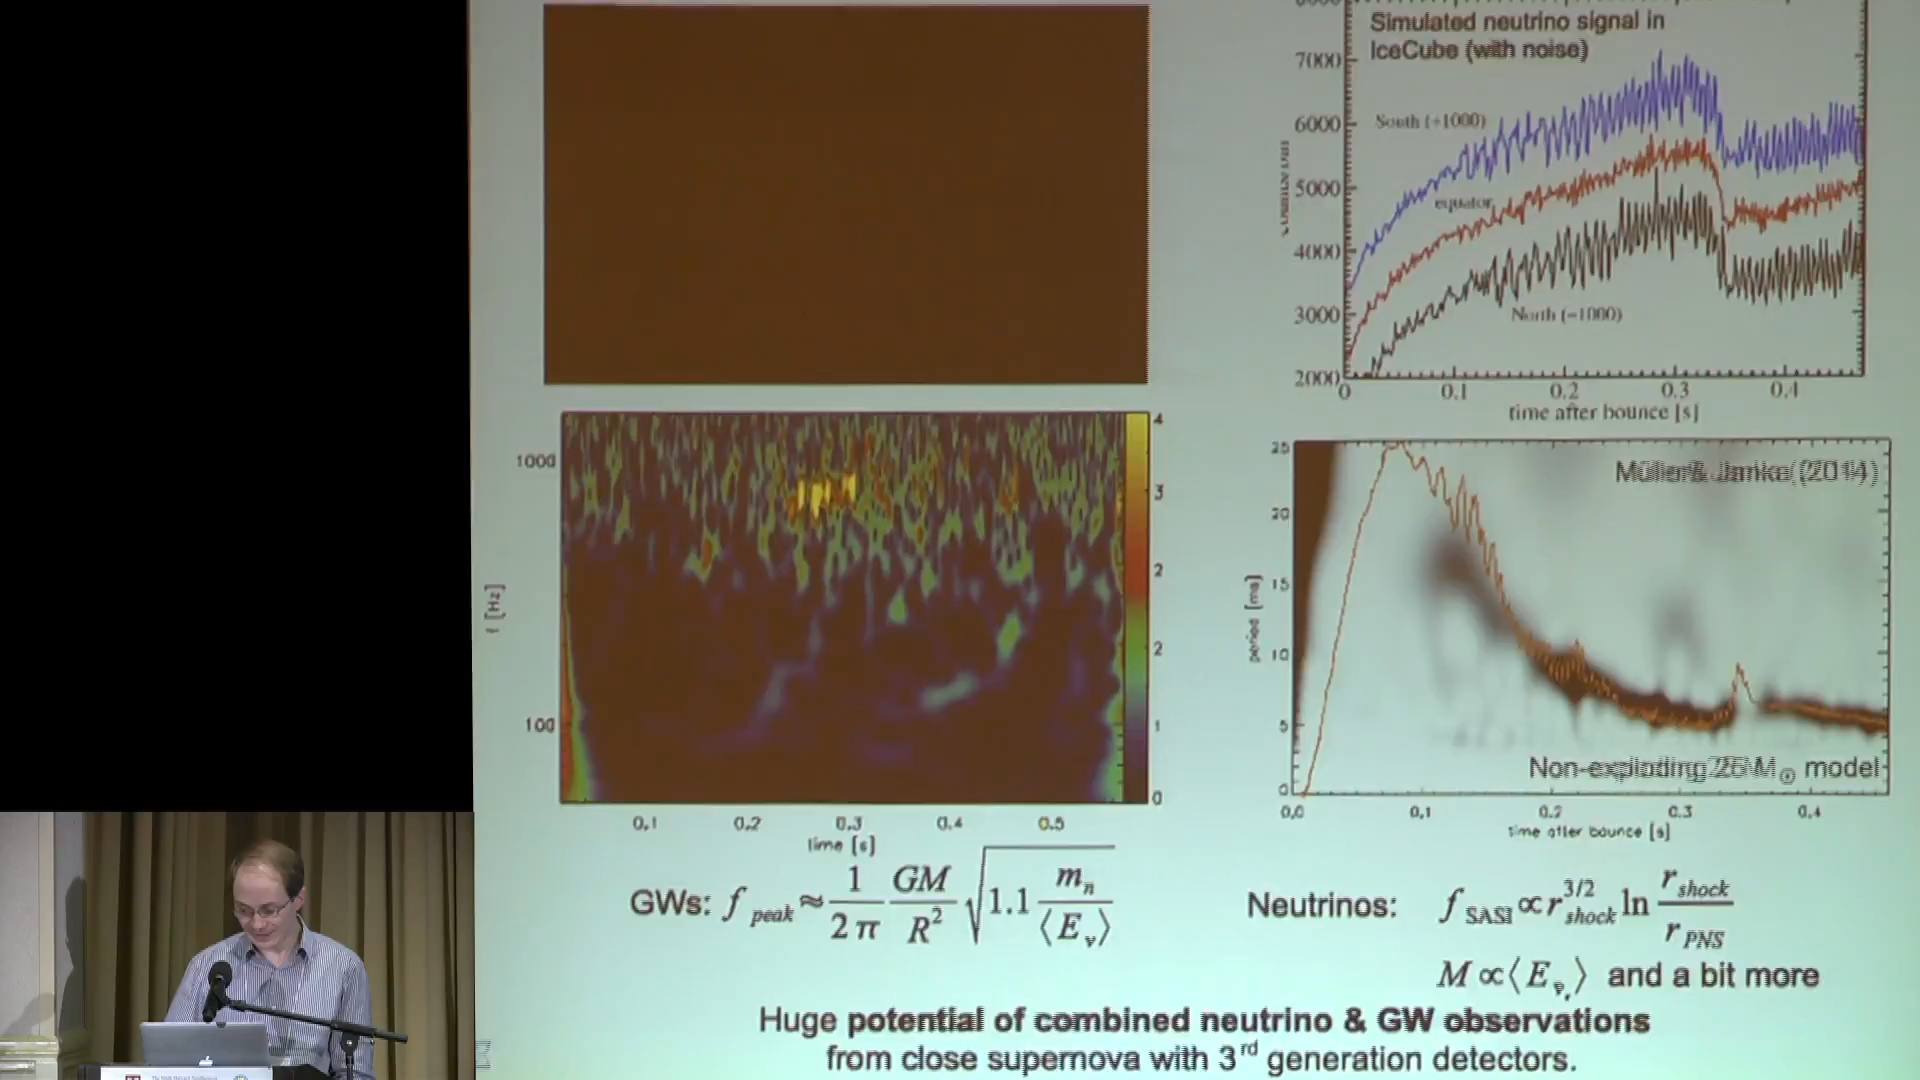 Simulated neutrino signal in
IceCube (with noise)
7000
6000
5000
4000
3000
2000
South (+1000)
equator
North (−1000)
0 0.1 0.2 0.3 0.4
time after bounce [s]
1000
100
f [Hz]
4
3
2
2
1
0
0.1 0.2 0.3 0.4 0.5
time [s]
25
20
15
10
5
0
period [ms]
Müller & Janka (2014)
Non-exploding 25 M☉ model
0.0 0.1 0.2 0.3 0.4
time after bounce [s]
GWs: f peak ≈ 1/2π GM/R² √1.1 mn/⟨Eν⟩
Neutrinos: f SASI ∝ r shock 3/2 ln r shock / r PNS
and a bit more
Huge potential of combined neutrino & GW observations
from close supernova with 3rd generation detectors.